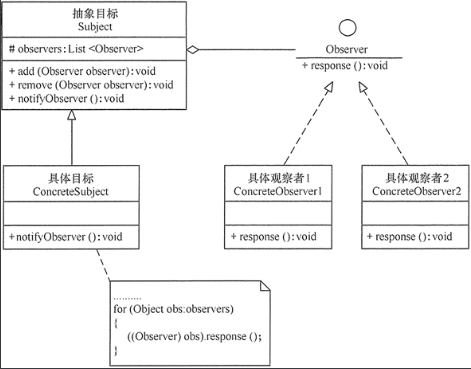 抽象目标
Subject
# observers:List <Observer>
+ add (Observer observer): void
+ remove (Observer observer): void
+ notifyObserver (): void
Observer
+ response (): void
具体目标
ConcreteSubject
+notifyObserver (): void
具体观察者1
ConcreteObserver1
+ response (): void
具体观察者2
ConcreteObserver2
+ response (): void
..........
for (Object obs:observers)
{
((Observer) obs).response ();
}